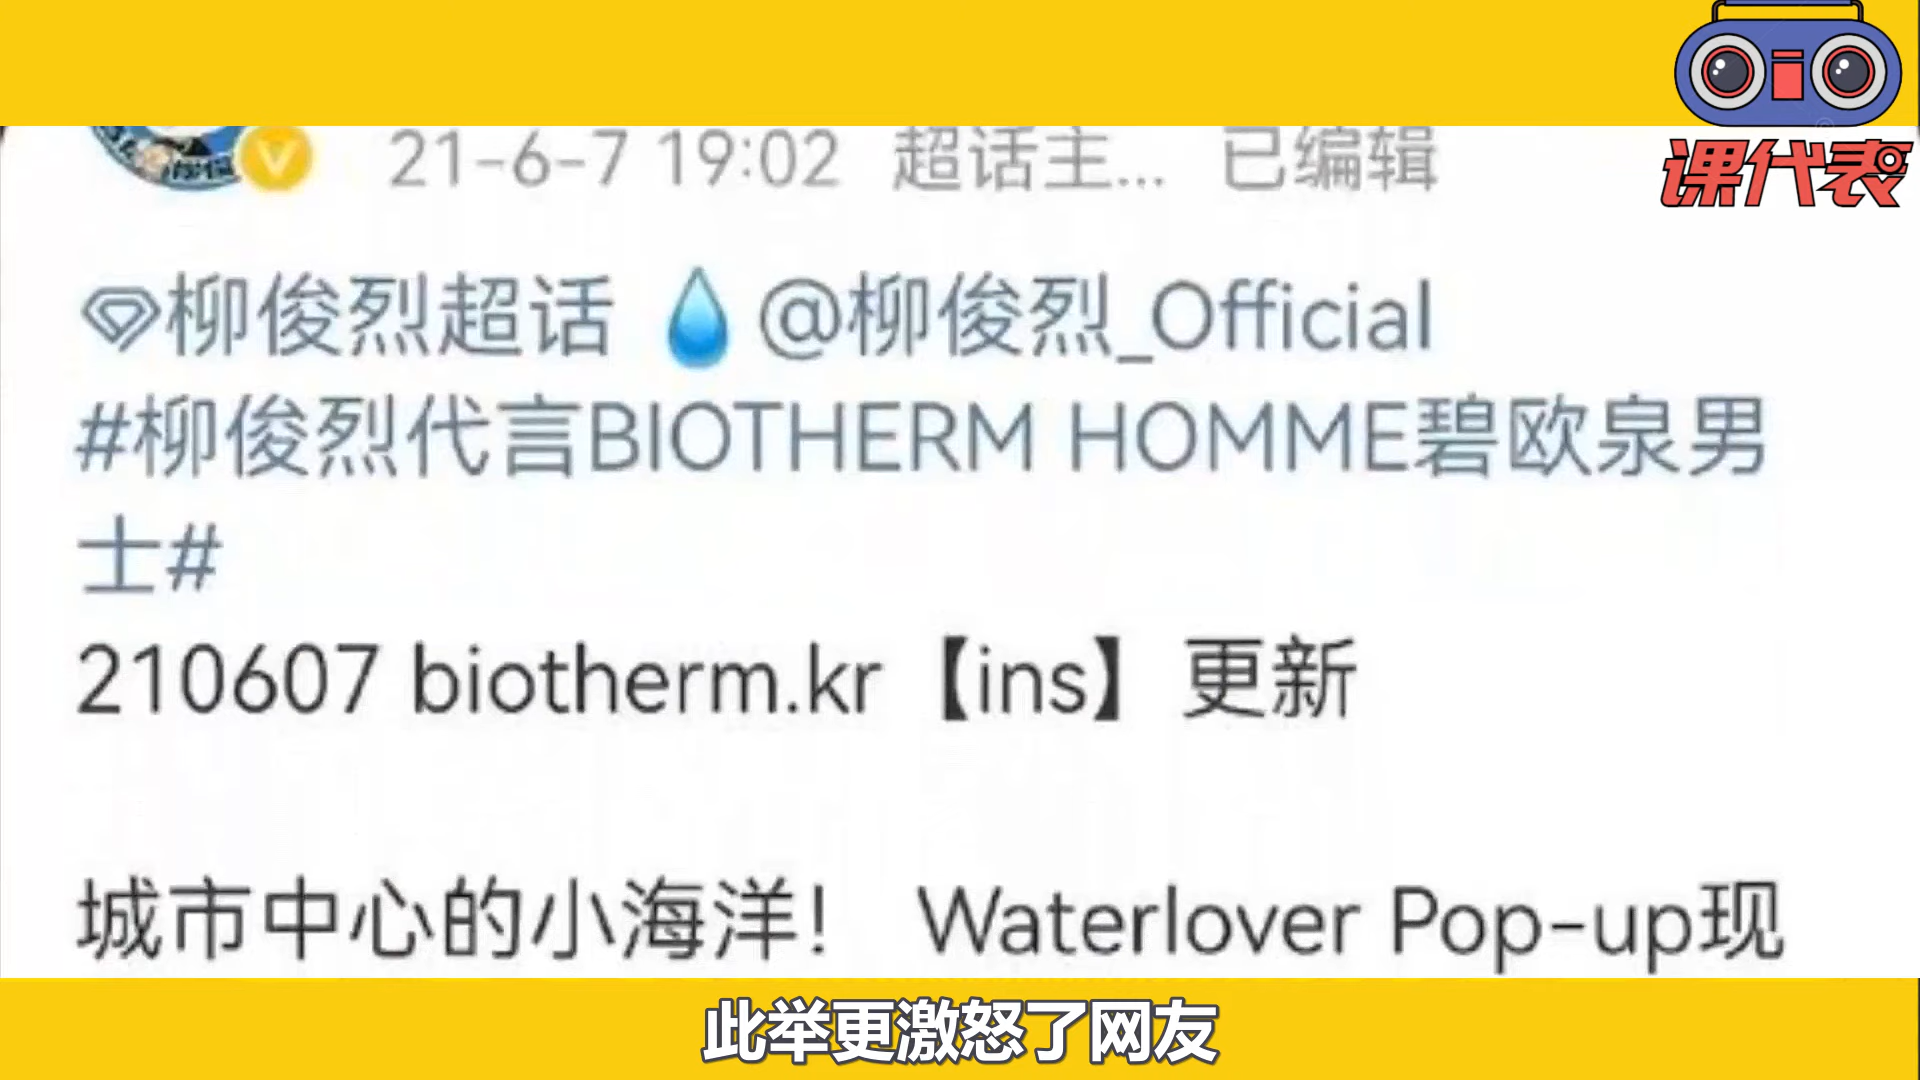 课代表
21-6-7 19:02 超话主... 已编辑
柳俊烈超话 💧@柳俊烈_Official
#柳俊烈代言BIOTHERM HOMME碧欧泉男
士#
210607 biotherm.kr【ins】更新
城市中心的小海洋! Waterlover Pop-up现
此举更激怒了网友